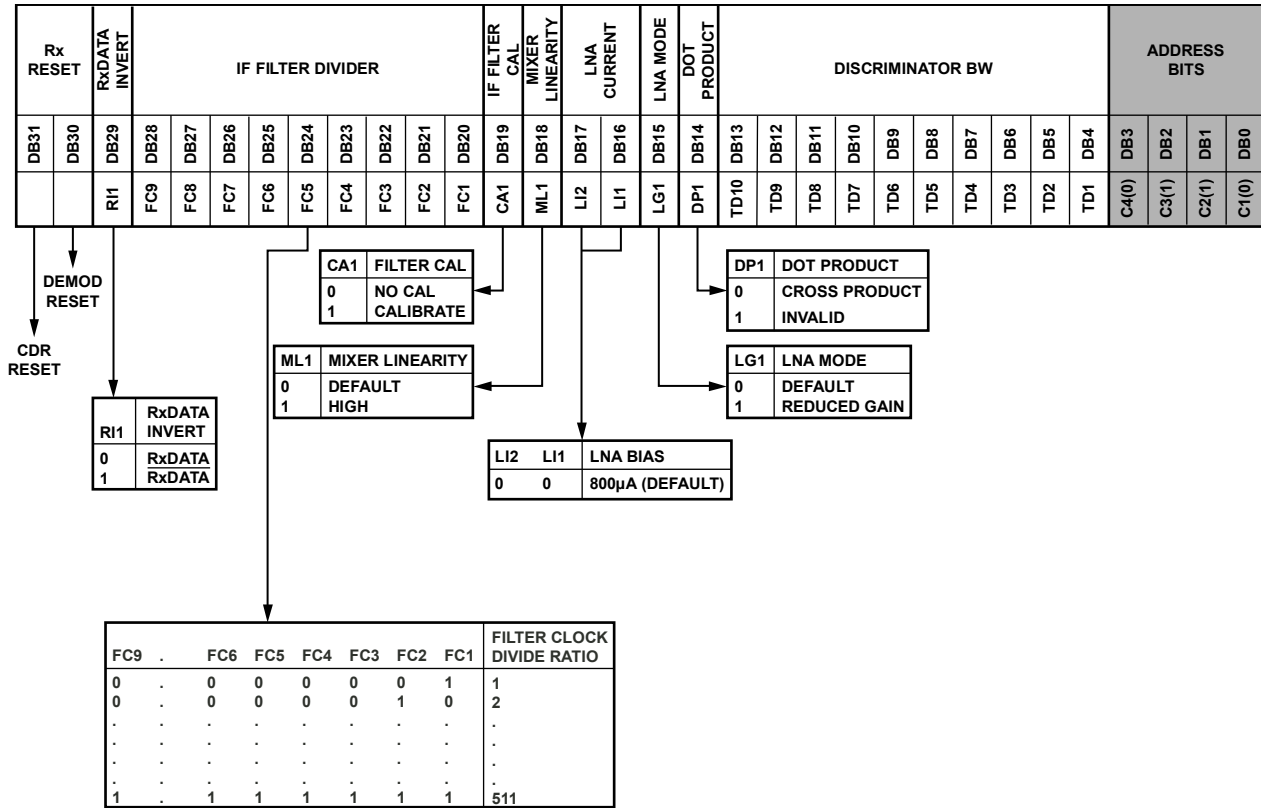 Rx
RESET
RxDATA
INVERT
IF FILTER DIVIDER
IF FILTER
CAL
MIXER
LINEARITY
LNA
CURRENT
LNA MODE
DOT
PRODUCT
DISCRIMINATOR BW
ADDRESS
BITS
DB31 DB30 DB29 DB28 DB27 DB26 DB25 DB24 DB23 DB22 DB21 DB20 DB19 DB18 DB17 DB16 DB15 DB14 DB13 DB12 DB11 DB10 DB9 DB8 DB7 DB6 DB5 DB4 DB3 DB2 DB1 DB0
RI1 FC9 FC8 FC7 FC6 FC5 FC4 FC3 FC2 FC1 CA1 ML1 LI2 LI1 LG1 DP1 TD10 TD9 TD8 TD7 TD6 TD5 TD4 TD3 TD2 TD1 C4(0) C3(1) C2(1) C1(0)
DEMOD
RESET
CDR
RESET
CA1 FILTER CAL
0 NO CAL
1 CALIBRATE
DP1 DOT PRODUCT
0 CROSS PRODUCT
1 INVALID
ML1 MIXER LINEARITY
0 DEFAULT
1 HIGH
LG1 LNA MODE
0 DEFAULT
1 REDUCED GAIN
RI1 RxDATA
INVERT
0 RxDATA
1 R̅x̅D̅A̅T̅A̅
LI2 LI1 LNA BIAS
0 0 800µA (DEFAULT)
FC9 . FC6 FC5 FC4 FC3 FC2 FC1 FILTER CLOCK
DIVIDE RATIO
0 . 0 0 0 0 0 1 1
0 . 0 0 0 0 1 0 2
. . . . . . . . .
. . . . . . . . .
. . . . . . . . .
. . . . . . . . .
1 . 1 1 1 1 1 1 511